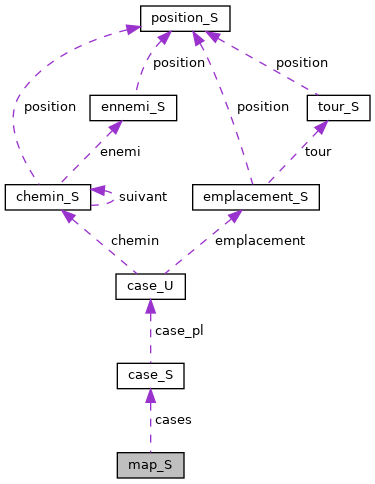 position_S
position
position
position
position
ennemi_S
tour_S
enemi
tour
chemin_S
suivant
emplacement_S
chemin
emplacement
case_U
case_pl
case_S
cases
map_S